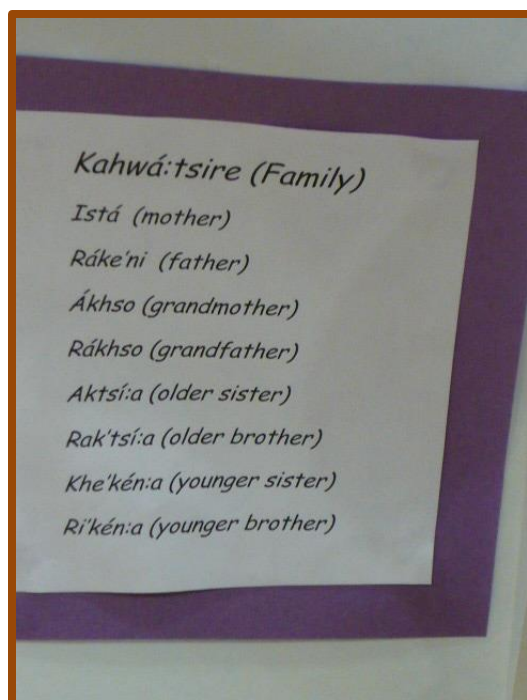 Kahwá:tsire (Family)
Istá (mother)
Ráke'ni (father)
Ákhso (grandmother)
Rákhso (grandfather)
Aktsí:a (older sister)
Rak'tsí:a (older brother)
Khe'kén:a (younger sister)
Ri'kén:a (younger brother)